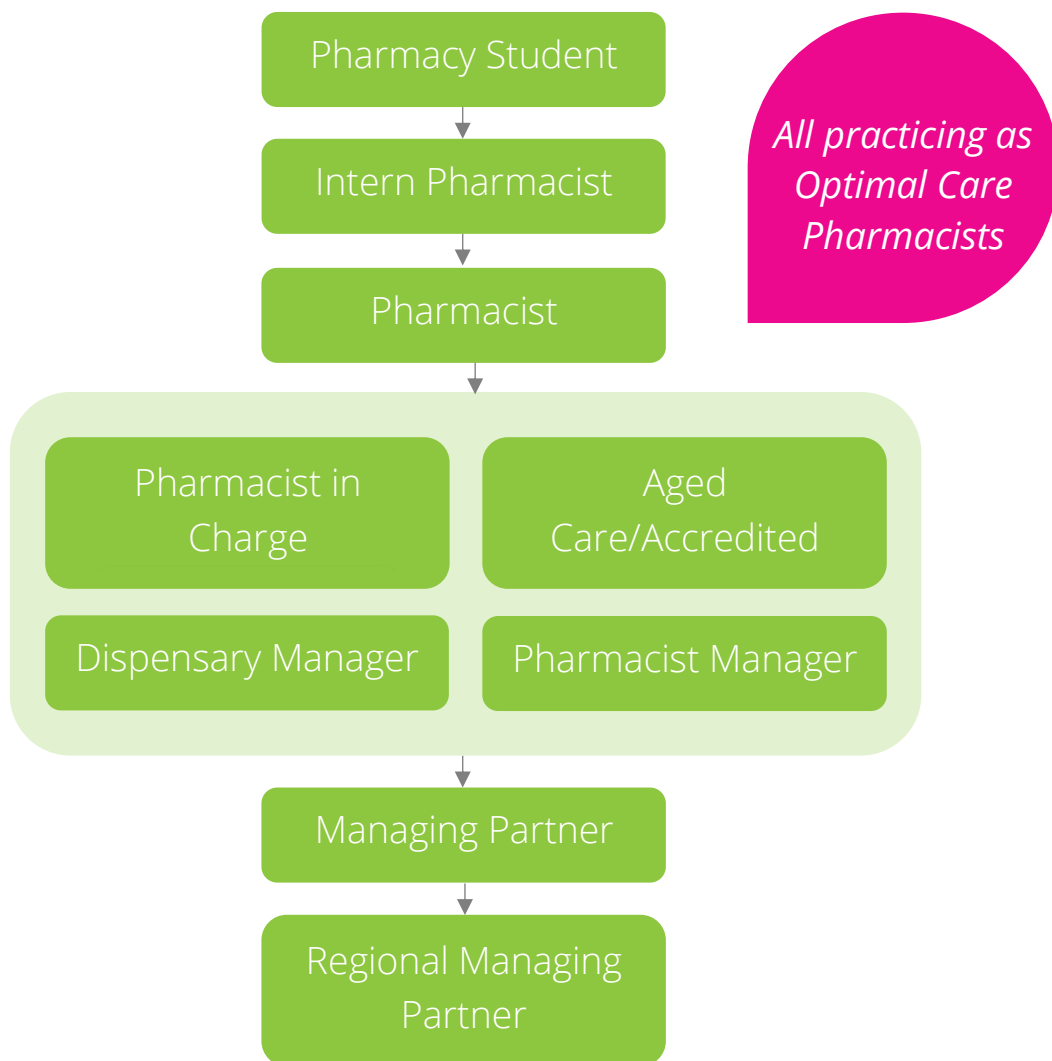 Pharmacy Student
All practicing as
Optimal Care
Pharmacists
Intern Pharmacist
Pharmacist
Pharmacist in
Charge
Aged
Care/Accredited
Dispensary Manager
Pharmacist Manager
Managing Partner
Regional Managing
Partner